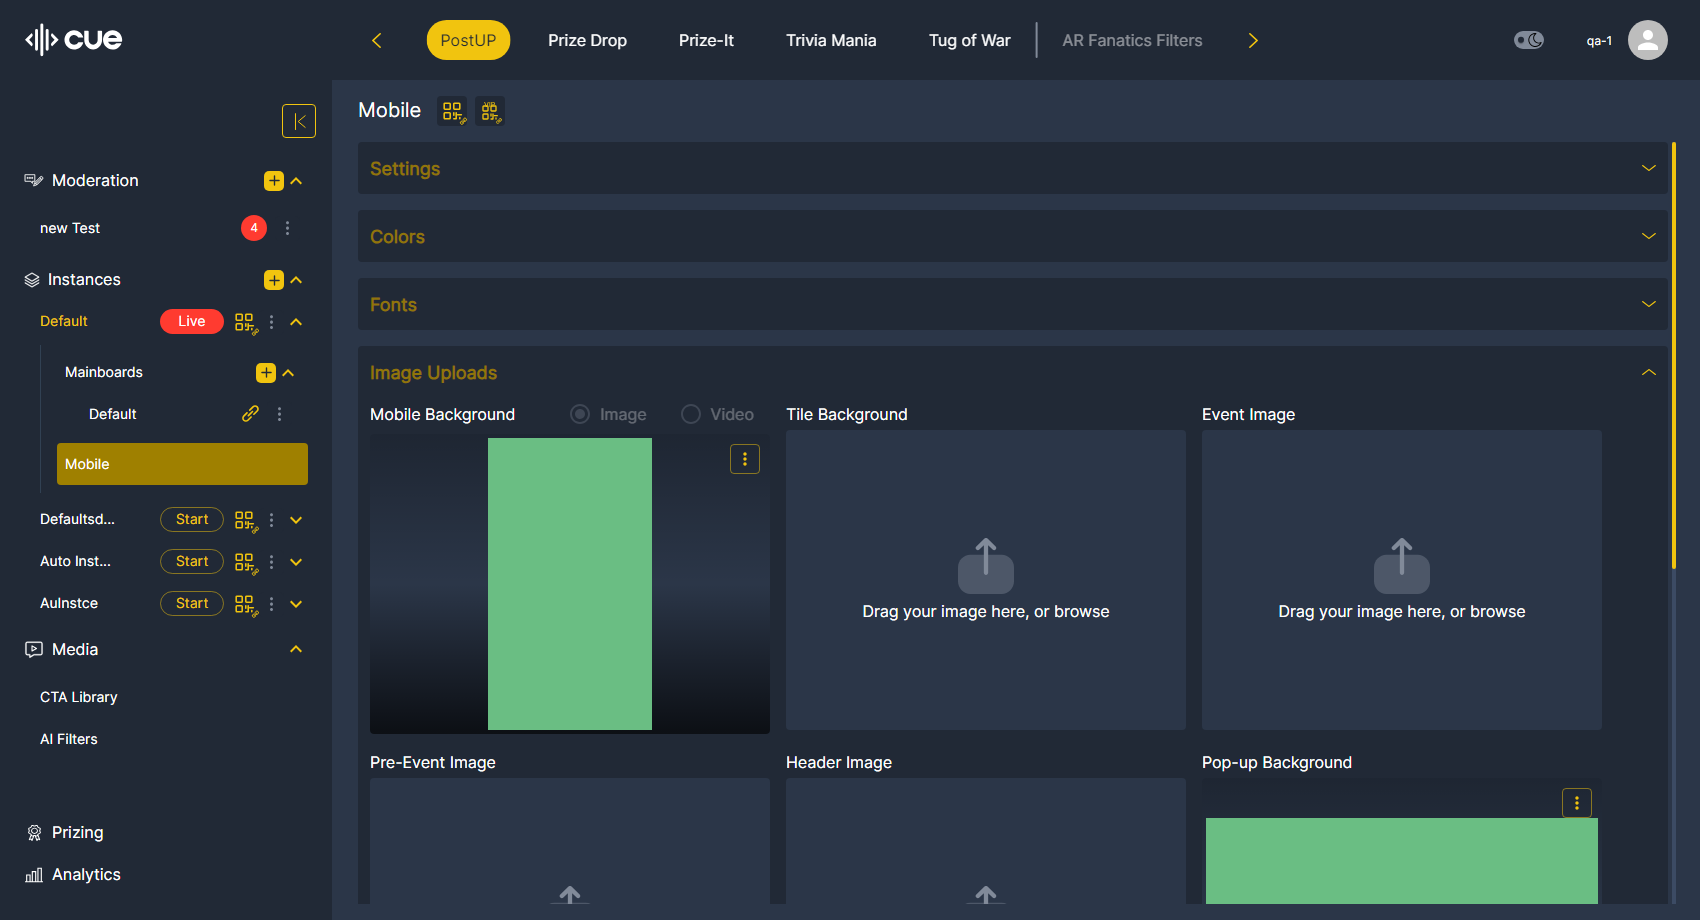 cue
PostUP
Prize Drop
Prize-It
Trivia Mania
Tug of War
AR Fanatics Filters
qa-1
Moderation
new Test
4
Instances
Default
Live
Mainboards
Default
Mobile
Defaultsd...
Start
Auto Inst...
Start
AuInstce
Start
Media
CTA Library
AI Filters
Prizing
Analytics
Mobile
VIP
Settings
Colors
Fonts
Image Uploads
Mobile Background
Image
Video
Tile Background
Drag your image here, or browse
Event Image
Drag your image here, or browse
Pre-Event Image
Header Image
Pop-up Background